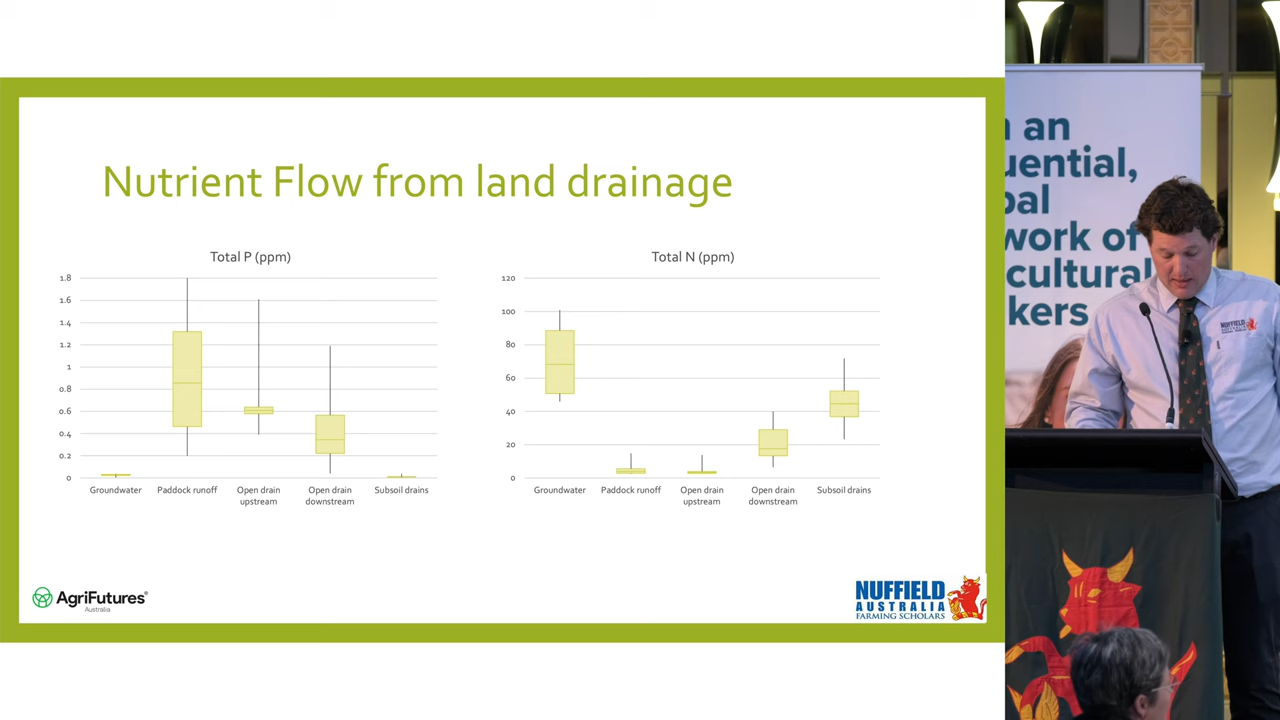 Nutrient Flow from land drainage
Total P (ppm)
1.8
1.6
1.4
1.2
1
0.8
0.6
0.4
0.2
0
Groundwater
Paddock runoff
Open drain
upstream
Open drain
downstream
Subsoil drains
Total N (ppm)
120
100
80
60
40
20
0
Groundwater
Paddock runoff
Open drain
upstream
Open drain
downstream
Subsoil drains
AgriFutures®
Australia
NUFFIELD
AUSTRALIA
FARMING SCHOLARS
an
uential,
bal
work of
cultural
kers
NUFFIELD